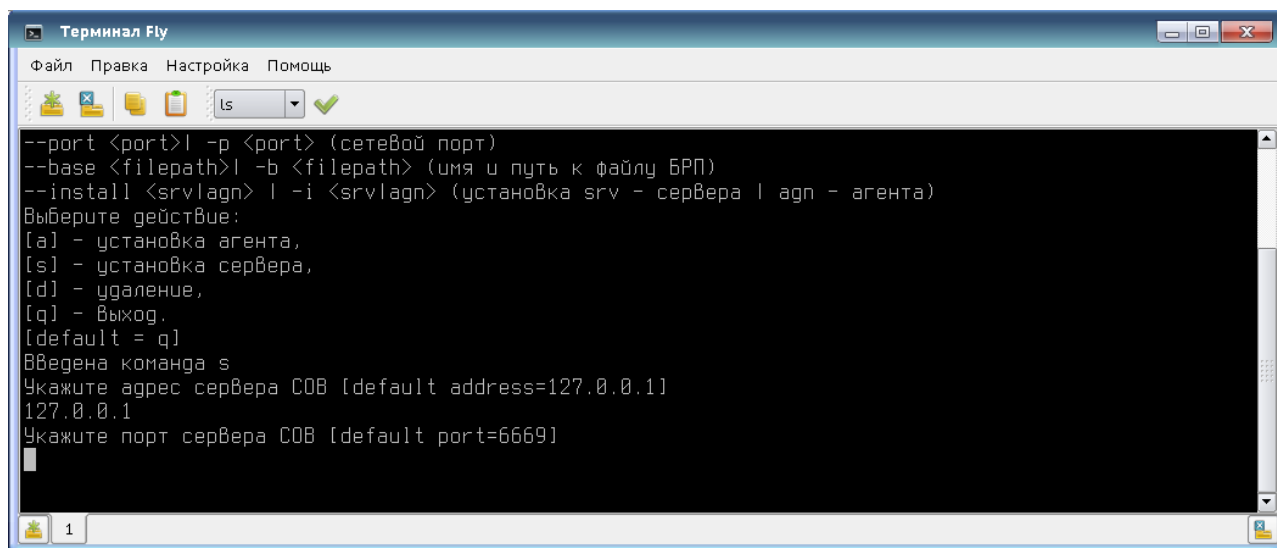 Терминал Fly
Файл Правка Настройка Помощь
ls
--port <port>| -p <port> (сетевой порт)
--base <filepath>| -b <filepath> (имя и путь к файлу БРП)
--install <srv|agn> | -i <srv|agn> (установка srv - сервера | agn - агента)
Выберите действие:
[a] - установка агента,
[s] - установка сервера,
[d] - удаление,
[q] - Выход.
[default = q]
Введена команда s
Укажите адрес сервера СОВ [default address=127.0.0.1]
127.0.0.1
Укажите порт сервера СОВ [default port=6669]
1